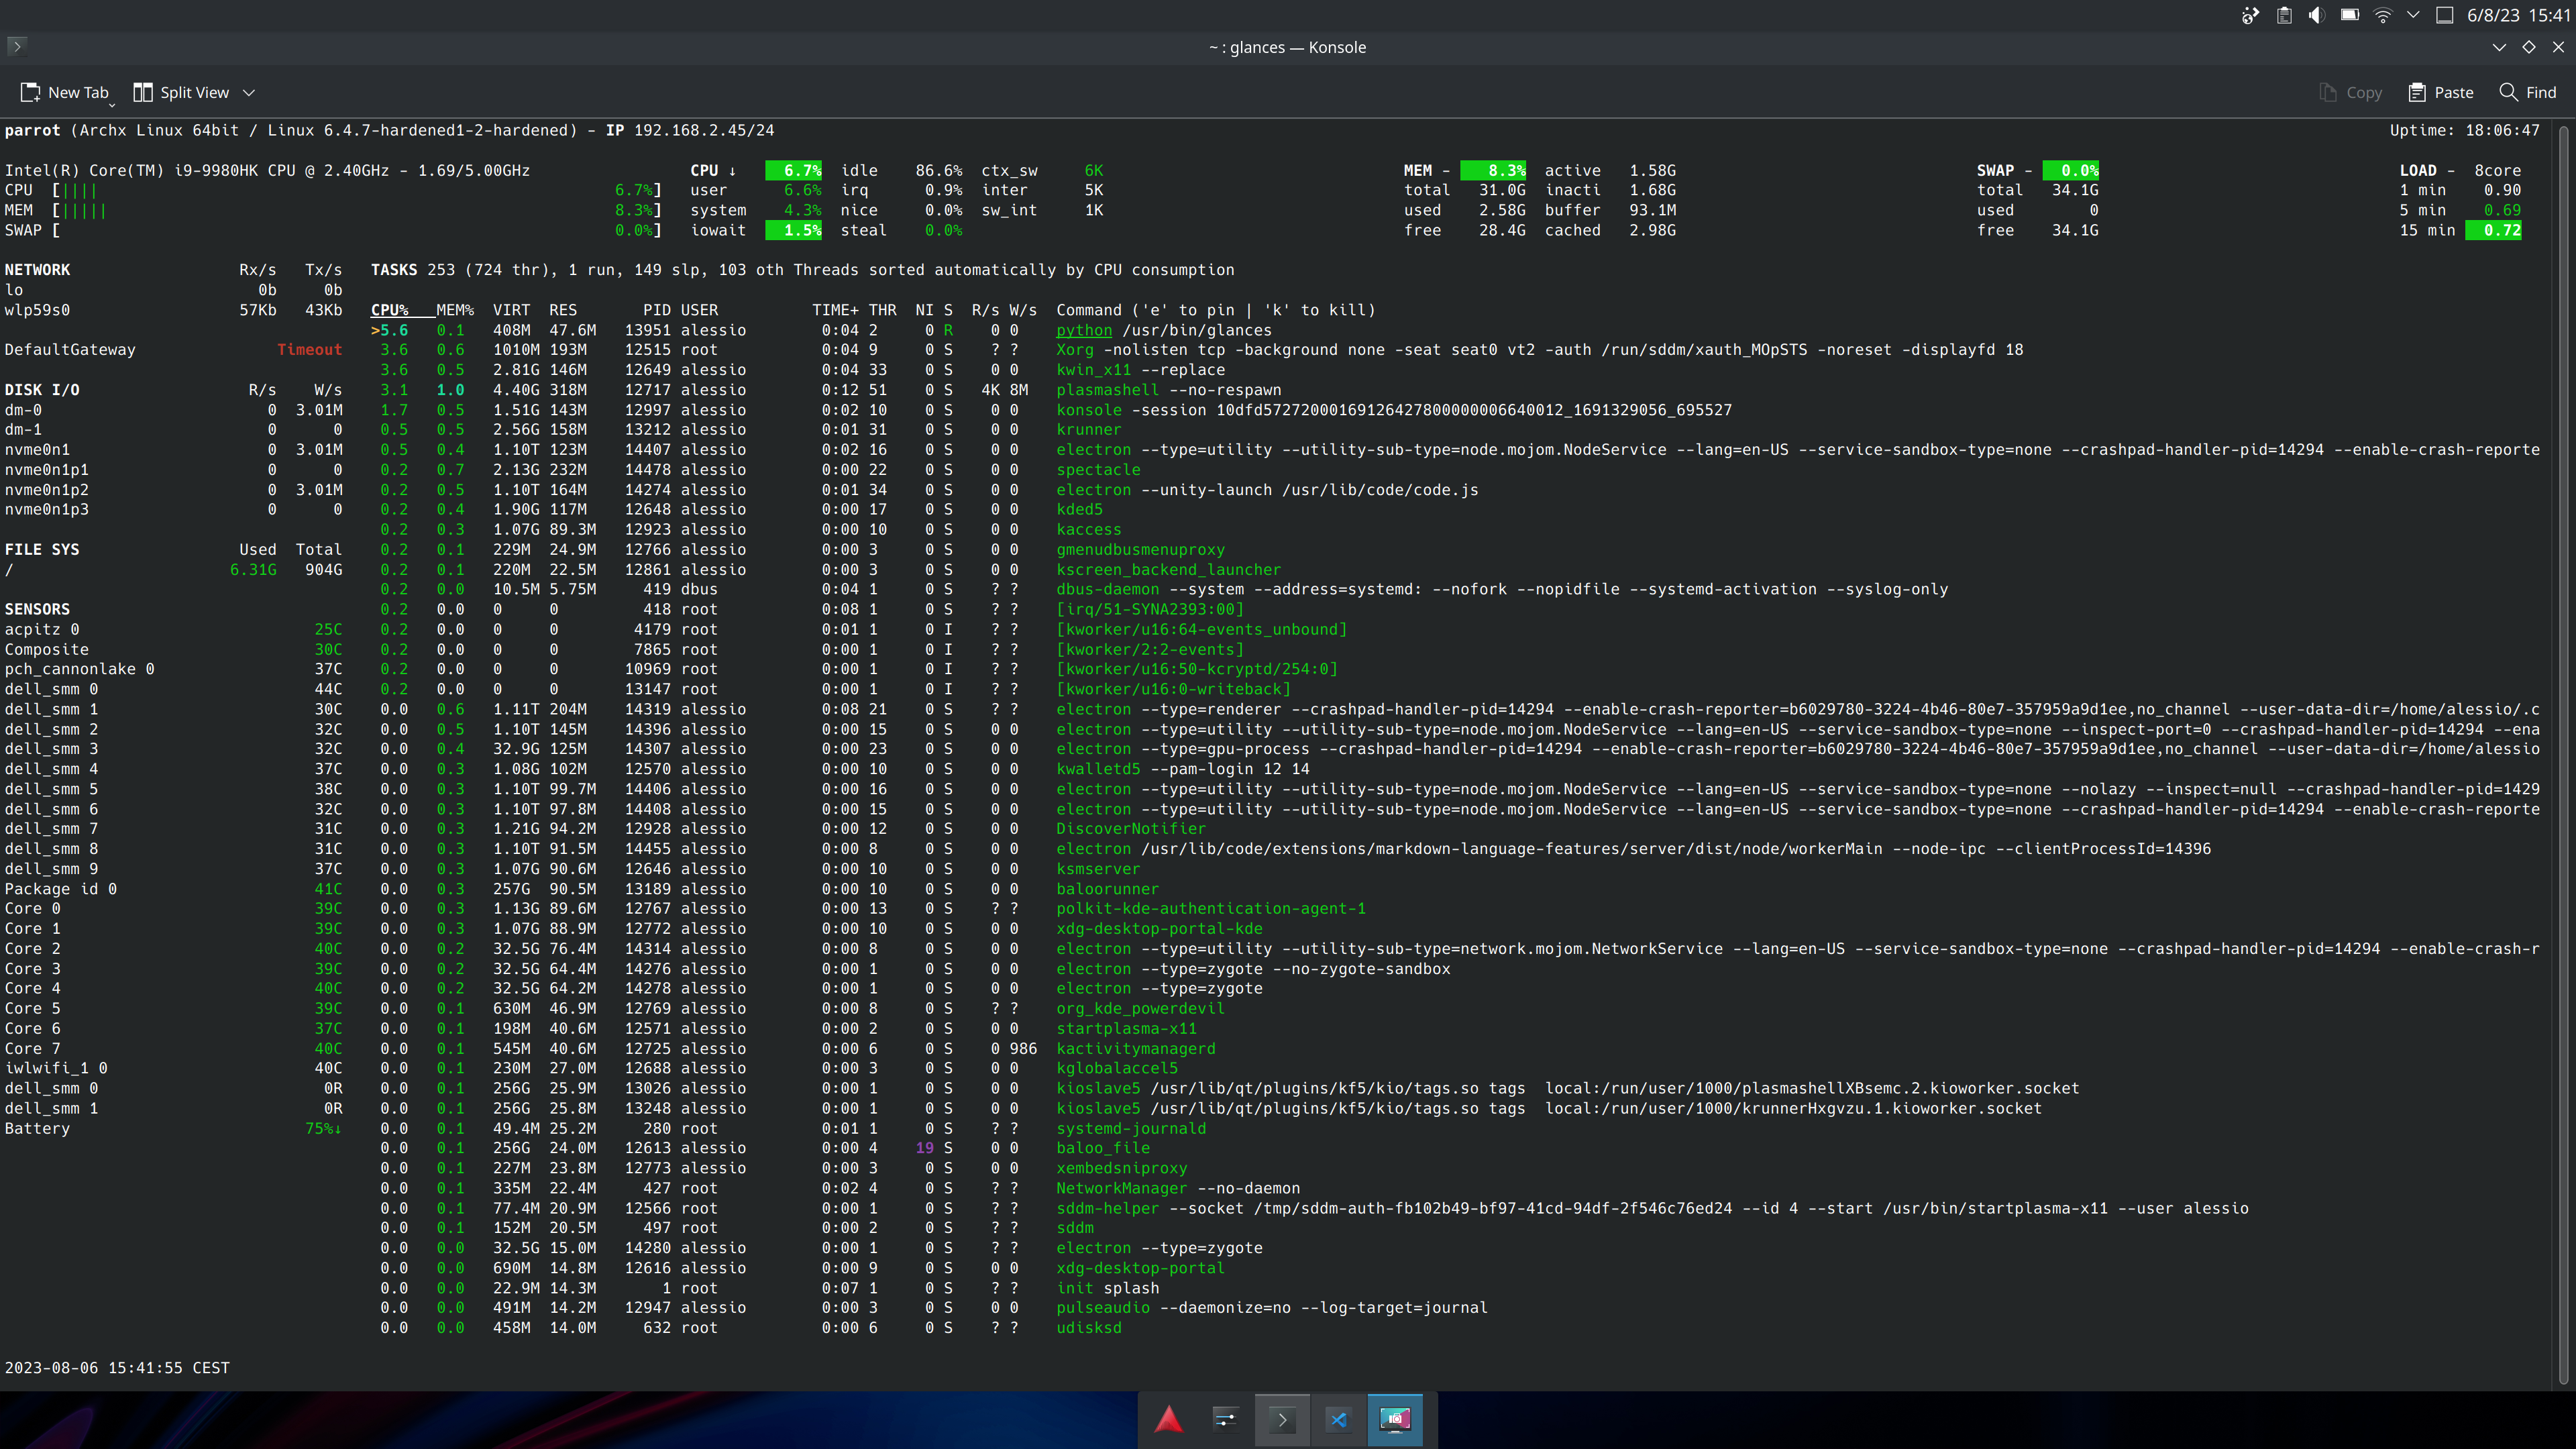 6/8/23 15:41
~ : glances — Konsole
New Tab Split View Copy Paste Find
parrot (Archx Linux 64bit / Linux 6.4.7-hardened1-2-hardened) - IP 192.168.2.45/24 Uptime: 18:06:47
Intel(R) Core(TM) i9-9980HK CPU @ 2.40GHz - 1.69/5.00GHz CPU ↓ 6.7% idle 86.6% ctx_sw 6K MEM - 8.3% active 1.58G SWAP - 0.0% LOAD - 8core
CPU [|||| 6.7%] user 6.6% irq 0.9% inter 5K total 31.0G inacti 1.68G total 34.1G 1 min 0.90
MEM [||||| 8.3%] system 4.3% nice 0.0% sw_int 1K used 2.58G buffer 93.1M used 0 5 min 0.69
SWAP [ 0.0%] iowait 1.5% steal 0.0% free 28.4G cached 2.98G free 34.1G 15 min 0.72
NETWORK Rx/s Tx/s TASKS 253 (724 thr), 1 run, 149 slp, 103 oth Threads sorted automatically by CPU consumption
lo 0b 0b
wlp59s0 57Kb 43Kb CPU% MEM% VIRT RES PID USER TIME+ THR NI S R/s W/s Command ('e' to pin | 'k' to kill)
>5.6 0.1 408M 47.6M 13951 alessio 0:04 2 0 R 0 0 python /usr/bin/glances
DefaultGateway Timeout 3.6 0.6 1010M 193M 12515 root 0:04 9 0 S ? ? Xorg -nolisten tcp -background none -seat seat0 vt2 -auth /run/sddm/xauth_MOpSTS -noreset -displayfd 18
3.6 0.5 2.81G 146M 12649 alessio 0:04 33 0 S 0 0 kwin_x11 --replace
DISK I/O R/s W/s 3.1 1.0 4.40G 318M 12717 alessio 0:12 51 0 S 4K 8M plasmashell --no-respawn
dm-0 0 3.01M 1.7 0.5 1.51G 143M 12997 alessio 0:02 10 0 S 0 0 konsole -session 10dfd5727200016912642780000000006640012_1691329056_695527
dm-1 0 0 0.5 0.5 2.56G 158M 13212 alessio 0:01 31 0 S 0 0 krunner
nvme0n1 0 3.01M 0.5 0.4 1.10T 123M 14407 alessio 0:02 16 0 S 0 0 electron --type=utility --utility-sub-type=node.mojom.NodeService --lang=en-US --service-sandbox-type=none --crashpad-handler-pid=14294 --enable-crash-reporte
nvme0n1p1 0 0 0.2 0.7 2.13G 232M 14478 alessio 0:00 22 0 S 0 0 spectacle
nvme0n1p2 0 3.01M 0.2 0.5 1.10T 164M 14274 alessio 0:01 34 0 S 0 0 electron --unity-launch /usr/lib/code/code.js
nvme0n1p3 0 0 0.2 0.4 1.90G 117M 12648 alessio 0:00 17 0 S 0 0 kded5
0.2 0.3 1.07G 89.3M 12923 alessio 0:00 10 0 S 0 0 kaccess
FILE SYS Used Total 0.2 0.1 229M 24.9M 12766 alessio 0:00 3 0 S 0 0 gmenudbusmenuproxy
/ 6.31G 904G 0.2 0.1 220M 22.5M 12861 alessio 0:00 3 0 S 0 0 kscreen_backend_launcher
0.2 0.0 10.5M 5.75M 419 dbus 0:04 1 0 S ? ? dbus-daemon --system --address=systemd: --nofork --nopidfile --systemd-activation --syslog-only
SENSORS 0.2 0.0 0 0 418 root 0:08 1 0 S ? ? [irq/51-SYNA2393:00]
acpitz 0 25C 0.2 0.0 0 0 4179 root 0:01 1 0 I ? ? [kworker/u16:64-events_unbound]
Composite 30C 0.2 0.0 0 0 7865 root 0:00 1 0 I ? ? [kworker/2:2-events]
pch_cannonlake 0 37C 0.2 0.0 0 0 10969 root 0:00 1 0 I ? ? [kworker/u16:50-kcryptd/254:0]
dell_smm 0 44C 0.2 0.0 0 0 13147 root 0:00 1 0 I ? ? [kworker/u16:0-writeback]
dell_smm 1 30C 0.0 0.6 1.11T 204M 14319 alessio 0:08 21 0 S ? ? electron --type=renderer --crashpad-handler-pid=14294 --enable-crash-reporter=b6029780-3224-4b46-80e7-357959a9d1ee,no_channel --user-data-dir=/home/alessio/.c
dell_smm 2 32C 0.0 0.5 1.10T 145M 14396 alessio 0:00 15 0 S 0 0 electron --type=utility --utility-sub-type=node.mojom.NodeService --lang=en-US --service-sandbox-type=none --inspect-port=0 --crashpad-handler-pid=14294 --ena
dell_smm 3 32C 0.0 0.4 32.9G 125M 14307 alessio 0:00 23 0 S 0 0 electron --type=gpu-process --crashpad-handler-pid=14294 --enable-crash-reporter=b6029780-3224-4b46-80e7-357959a9d1ee,no_channel --user-data-dir=/home/alessio
dell_smm 4 37C 0.0 0.3 1.08G 102M 12570 alessio 0:00 10 0 S 0 0 kwalletd5 --pam-login 12 14
dell_smm 5 38C 0.0 0.3 1.10T 99.7M 14406 alessio 0:00 16 0 S 0 0 electron --type=utility --utility-sub-type=node.mojom.NodeService --lang=en-US --service-sandbox-type=none --nolazy --inspect=null --crashpad-handler-pid=1429
dell_smm 6 32C 0.0 0.3 1.10T 97.8M 14408 alessio 0:00 15 0 S 0 0 electron --type=utility --utility-sub-type=node.mojom.NodeService --lang=en-US --service-sandbox-type=none --crashpad-handler-pid=14294 --enable-crash-reporte
dell_smm 7 31C 0.0 0.3 1.21G 94.2M 12928 alessio 0:00 12 0 S 0 0 DiscoverNotifier
dell_smm 8 31C 0.0 0.3 1.10T 91.5M 14455 alessio 0:00 8 0 S 0 0 electron /usr/lib/code/extensions/markdown-language-features/server/dist/node/workerMain --node-ipc --clientProcessId=14396
dell_smm 9 37C 0.0 0.3 1.07G 90.6M 12646 alessio 0:00 10 0 S 0 0 ksmserver
Package id 0 41C 0.0 0.3 257G 90.5M 13189 alessio 0:00 10 0 S 0 0 baloorunner
Core 0 39C 0.0 0.3 1.13G 89.6M 12767 alessio 0:00 13 0 S ? ? polkit-kde-authentication-agent-1
Core 1 39C 0.0 0.3 1.07G 88.9M 12772 alessio 0:00 10 0 S 0 0 xdg-desktop-portal-kde
Core 2 40C 0.0 0.2 32.5G 76.4M 14314 alessio 0:00 8 0 S 0 0 electron --type=utility --utility-sub-type=network.mojom.NetworkService --lang=en-US --service-sandbox-type=none --crashpad-handler-pid=14294 --enable-crash-r
Core 3 39C 0.0 0.2 32.5G 64.4M 14276 alessio 0:00 1 0 S 0 0 electron --type=zygote --no-zygote-sandbox
Core 4 40C 0.0 0.2 32.5G 64.2M 14278 alessio 0:00 1 0 S 0 0 electron --type=zygote
Core 5 39C 0.0 0.1 630M 46.9M 12769 alessio 0:00 8 0 S ? ? org_kde_powerdevil
Core 6 37C 0.0 0.1 198M 40.6M 12571 alessio 0:00 2 0 S 0 0 startplasma-x11
Core 7 40C 0.0 0.1 545M 40.6M 12725 alessio 0:00 6 0 S 0 986 kactivitymanagerd
iwlwifi_1 0 40C 0.0 0.1 230M 27.0M 12688 alessio 0:00 3 0 S 0 0 kglobalaccel5
dell_smm 0 0R 0.0 0.1 256G 25.9M 13026 alessio 0:00 1 0 S 0 0 kioslave5 /usr/lib/qt/plugins/kf5/kio/tags.so tags local:/run/user/1000/plasmashellXBsemc.2.kioworker.socket
dell_smm 1 0R 0.0 0.1 256G 25.8M 13248 alessio 0:00 1 0 S 0 0 kioslave5 /usr/lib/qt/plugins/kf5/kio/tags.so tags local:/run/user/1000/krunnerHxgvzu.1.kioworker.socket
Battery 75%↓ 0.0 0.1 49.4M 25.2M 280 root 0:01 1 0 S ? ? systemd-journald
0.0 0.1 256G 24.0M 12613 alessio 0:00 4 19 S 0 0 baloo_file
0.0 0.1 227M 23.8M 12773 alessio 0:00 3 0 S 0 0 xembedsniproxy
0.0 0.1 335M 22.4M 427 root 0:02 4 0 S ? ? NetworkManager --no-daemon
0.0 0.1 77.4M 20.9M 12566 root 0:00 1 0 S ? ? sddm-helper --socket /tmp/sddm-auth-fb102b49-bf97-41cd-94df-2f546c76ed24 --id 4 --start /usr/bin/startplasma-x11 --user alessio
0.0 0.1 152M 20.5M 497 root 0:00 2 0 S ? ? sddm
0.0 0.0 32.5G 15.0M 14280 alessio 0:00 1 0 S ? ? electron --type=zygote
0.0 0.0 690M 14.8M 12616 alessio 0:00 9 0 S 0 0 xdg-desktop-portal
0.0 0.0 22.9M 14.3M 1 root 0:07 1 0 S ? ? init splash
0.0 0.0 491M 14.2M 12947 alessio 0:00 3 0 S 0 0 pulseaudio --daemonize=no --log-target=journal
0.0 0.0 458M 14.0M 632 root 0:00 6 0 S ? ? udisksd
2023-08-06 15:41:55 CEST